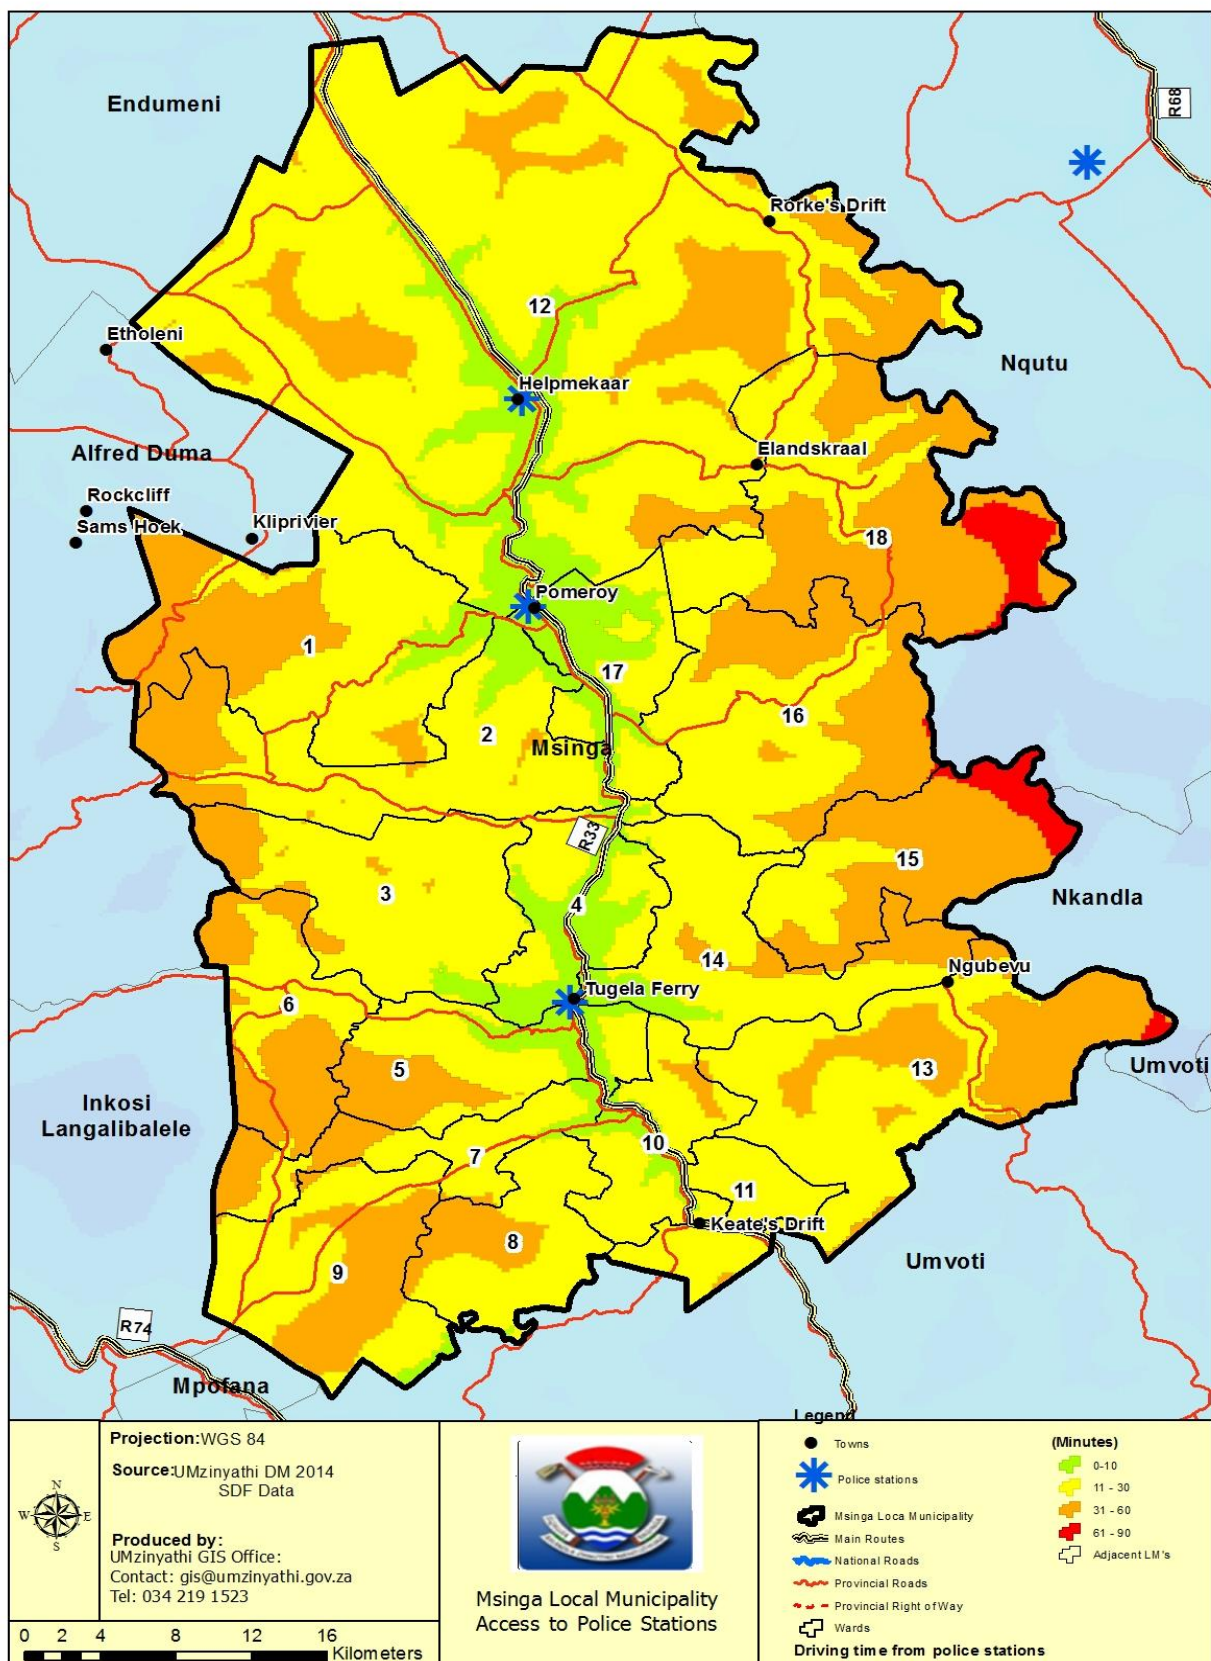 Endumeni
R68
Rorke's Drift
12
Etholeni
Nqutu
Helpmekaar
Alfred Duma
Elandskraal
Rockcliff
Sams Hoek
Kliprivier
18
Pomeroy
1
17
16
2
Msinga
R33
15
3
4
Nkandla
14
Ngubevu
Tugela Ferry
6
5
13
Umvoti
Inkosi
Langalibalele
10
7
11
Keate's Drift
8
Umvoti
9
R74
Mpofana
N
W E
S
Projection:WGS 84
Source:UMzinyathi DM 2014
SDF Data
Produced by:
UMzinyathi GIS Office:
Contact: gis@umzinyathi.gov.za
Tel: 034 219 1523
0 2 4 8 12 16
Kilometers
Msinga Local Municipality
Access to Police Stations
Legend
Towns
Police stations
Msinga Loca Municipality
Main Routes
National Roads
Provincial Roads
Provincial Right of Way
Wards
Driving time from police stations
(Minutes)
0-10
11 - 30
31 - 60
61 - 90
Adjacent LM's